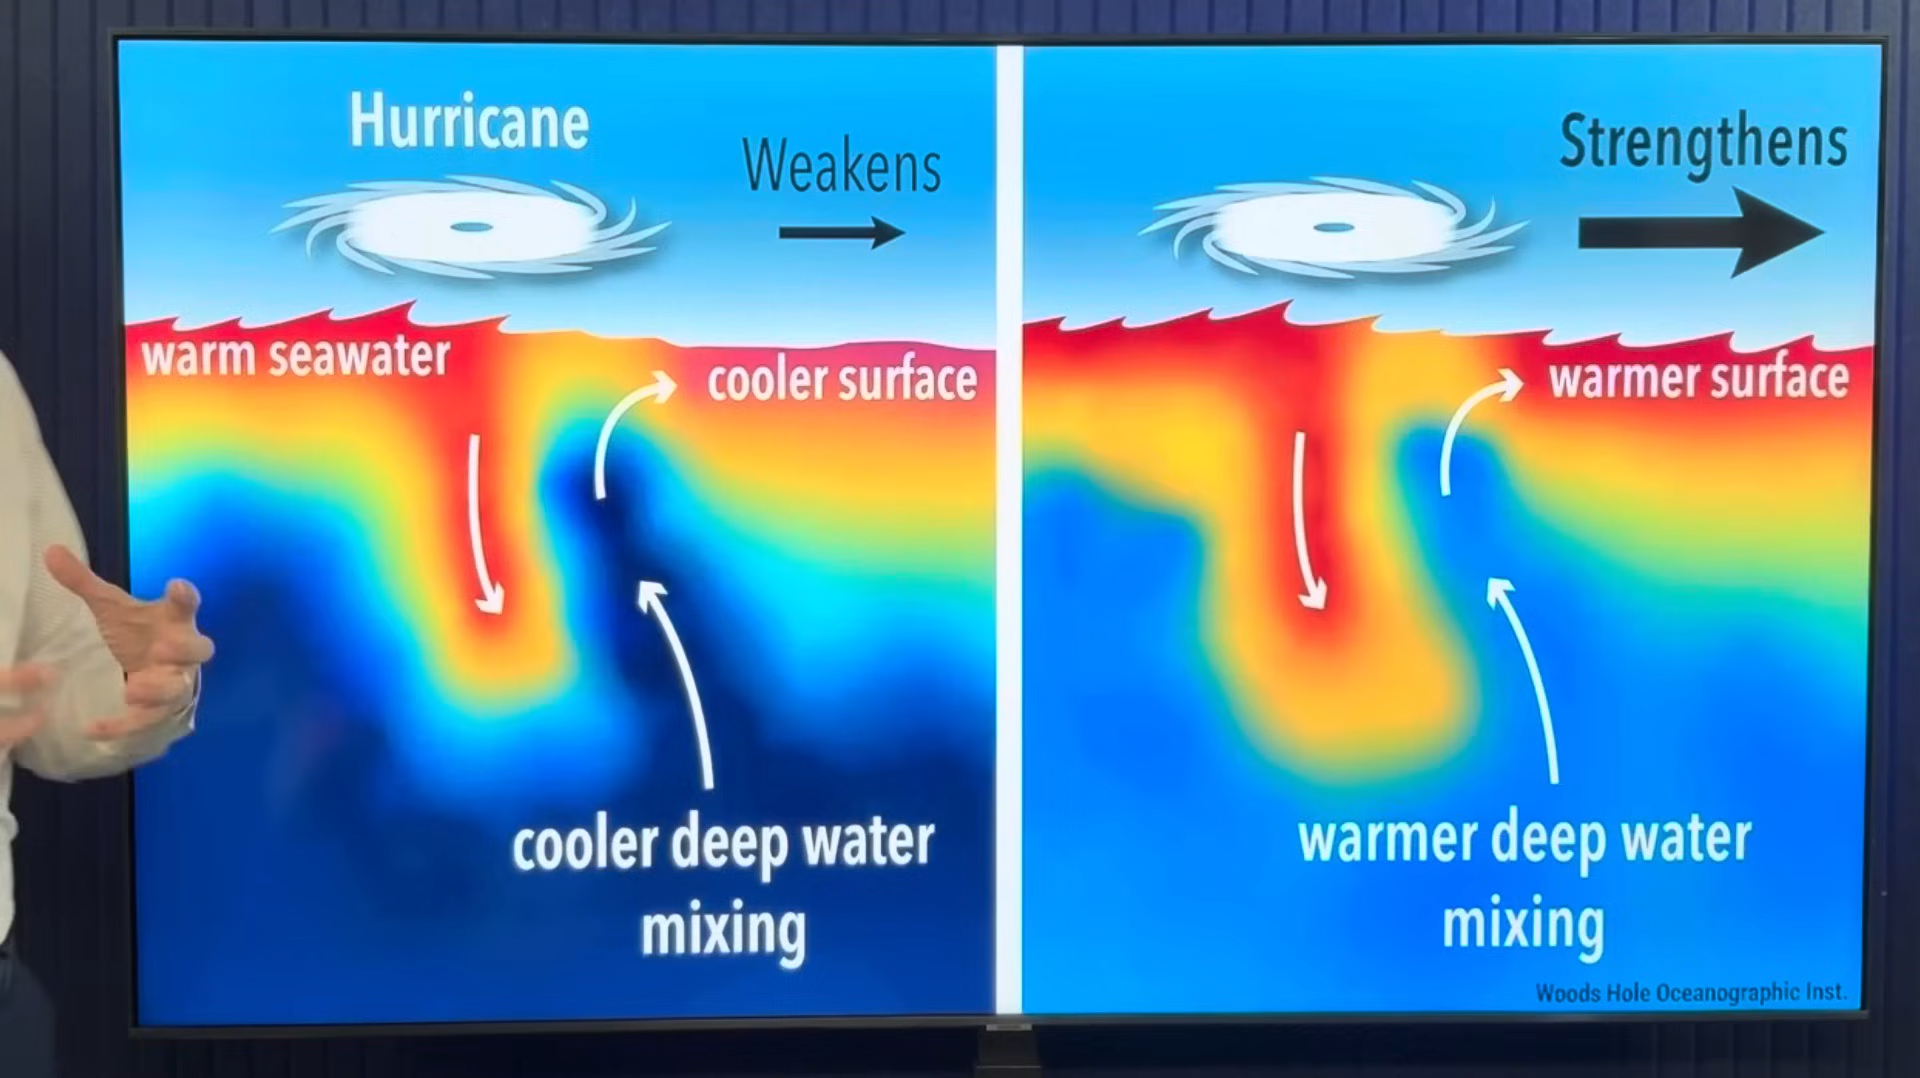 Hurricane
Weakens
warm seawater
cooler surface
cooler deep water
mixing
Strengthens
warmer surface
warmer deep water
mixing
Woods Hole Oceanographic Inst.